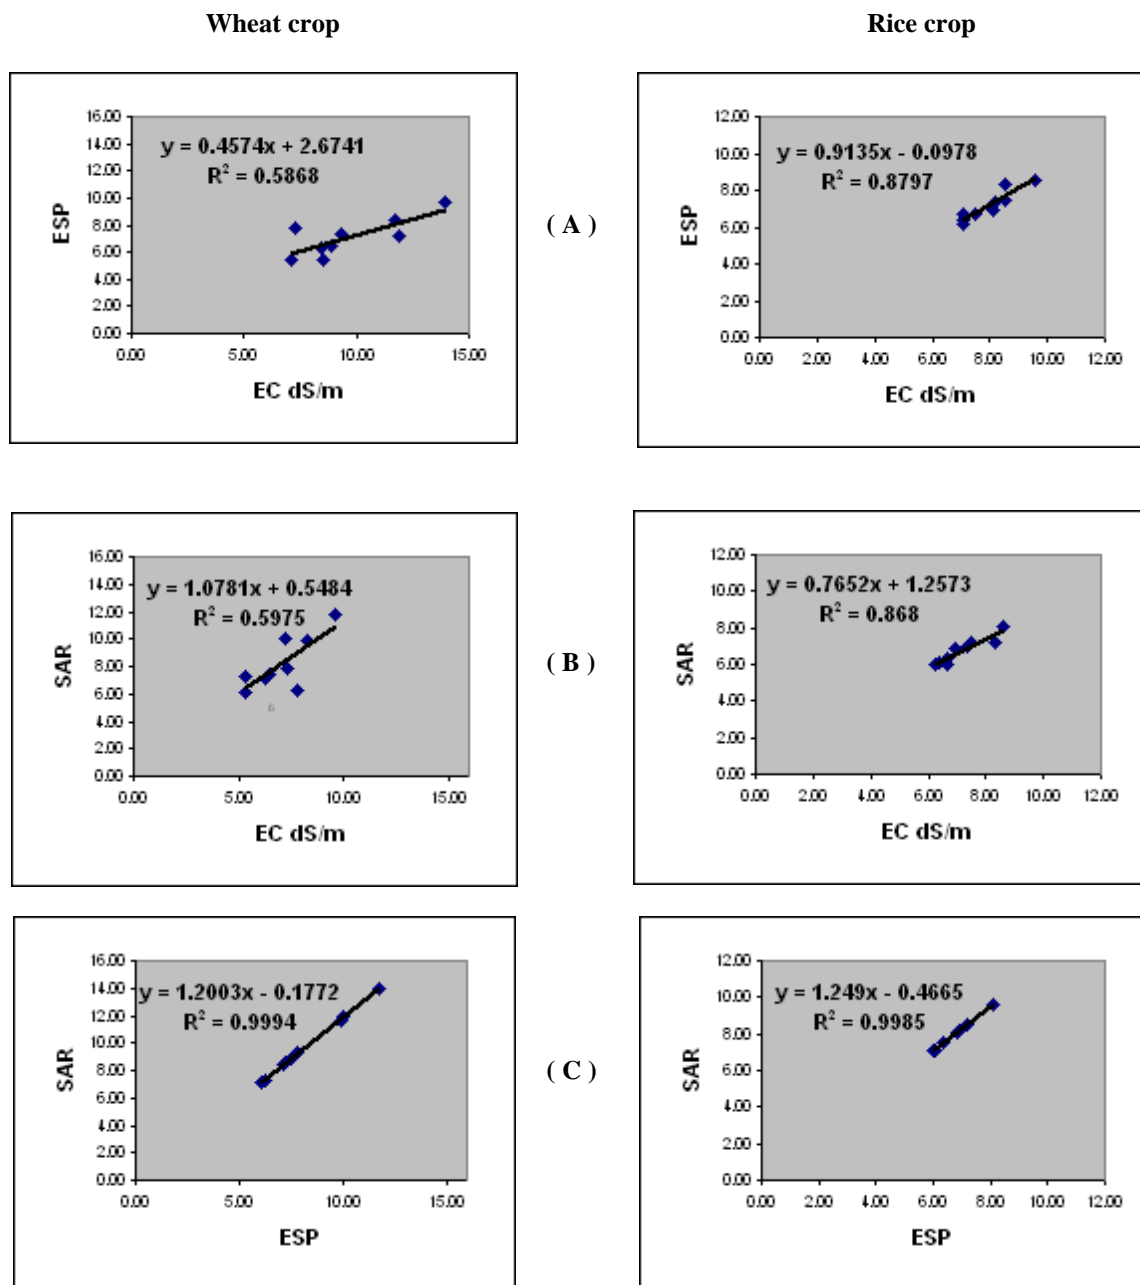 Wheat crop
Rice crop
16.00
14.00
12.00
10.00
8.00
6.00
4.00
2.00
0.00
ESP
y = 0.4574x + 2.6741
R² = 0.5868
0.00 5.00 10.00 15.00
EC dS/m
( A )
12.00
10.00
8.00
6.00
4.00
2.00
0.00
ESP
y = 0.9135x - 0.0978
R² = 0.8797
0.00 2.00 4.00 6.00 8.00 10.00 12.00
EC dS/m
16.00
14.00
12.00
10.00
8.00
6.00
4.00
2.00
0.00
SAR
y = 1.0781x + 0.5484
R² = 0.5975
0.00 5.00 10.00 15.00
EC dS/m
( B )
12.00
10.00
8.00
6.00
4.00
2.00
0.00
SAR
y = 0.7652x + 1.2573
R² = 0.868
0.00 2.00 4.00 6.00 8.00 10.00 12.00
EC dS/m
16.00
14.00
12.00
10.00
8.00
6.00
4.00
2.00
0.00
SAR
y = 1.2003x - 0.1772
R² = 0.9994
0.00 5.00 10.00 15.00
ESP
( C )
12.00
10.00
8.00
6.00
4.00
2.00
0.00
SAR
y = 1.249x - 0.4665
R² = 0.9985
0.00 2.00 4.00 6.00 8.00 10.00 12.00
ESP